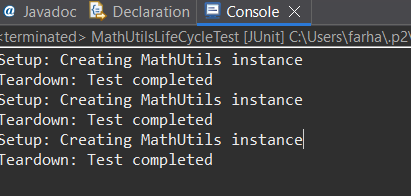 @ Javadoc Declaration Console ×
<terminated> MathUtilsLifeCycleTest [JUnit] C:\Users\farha\.p2\
Setup: Creating MathUtils instance
Teardown: Test completed
Setup: Creating MathUtils instance
Teardown: Test completed
Setup: Creating MathUtils instance
Teardown: Test completed